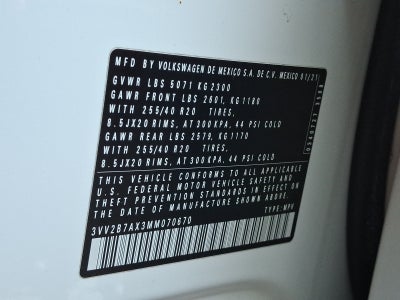 MFD BY VOLKSWAGEN DE MEXICO S.A. DE C.V. MEXICO 01/21
GVWR LBS 5071 KG 2300
GAWR FRONT LBS 2601, KG 1180
WITH 255/40 R20 TIRES,
8.5JX20 RIMS, AT 300 KPA, 44 PSI COLD
GAWR REAR LBS 2579, KG 1170
WITH 255/40 R20 TIRES,
8.5JX20 RIMS, AT 300 KPA, 44 PSI COLD
THIS VEHICLE CONFORMS TO ALL APPLICABLE
U.S. FEDERAL MOTOR VEHICLE SAFETY AND
THEFT PREVENTION STANDARDS IN EFFECT ON
THE DATE OF MANUFACTURE SHOWN ABOVE.
3VV2B7AX3MM070670 TYPE: MPV